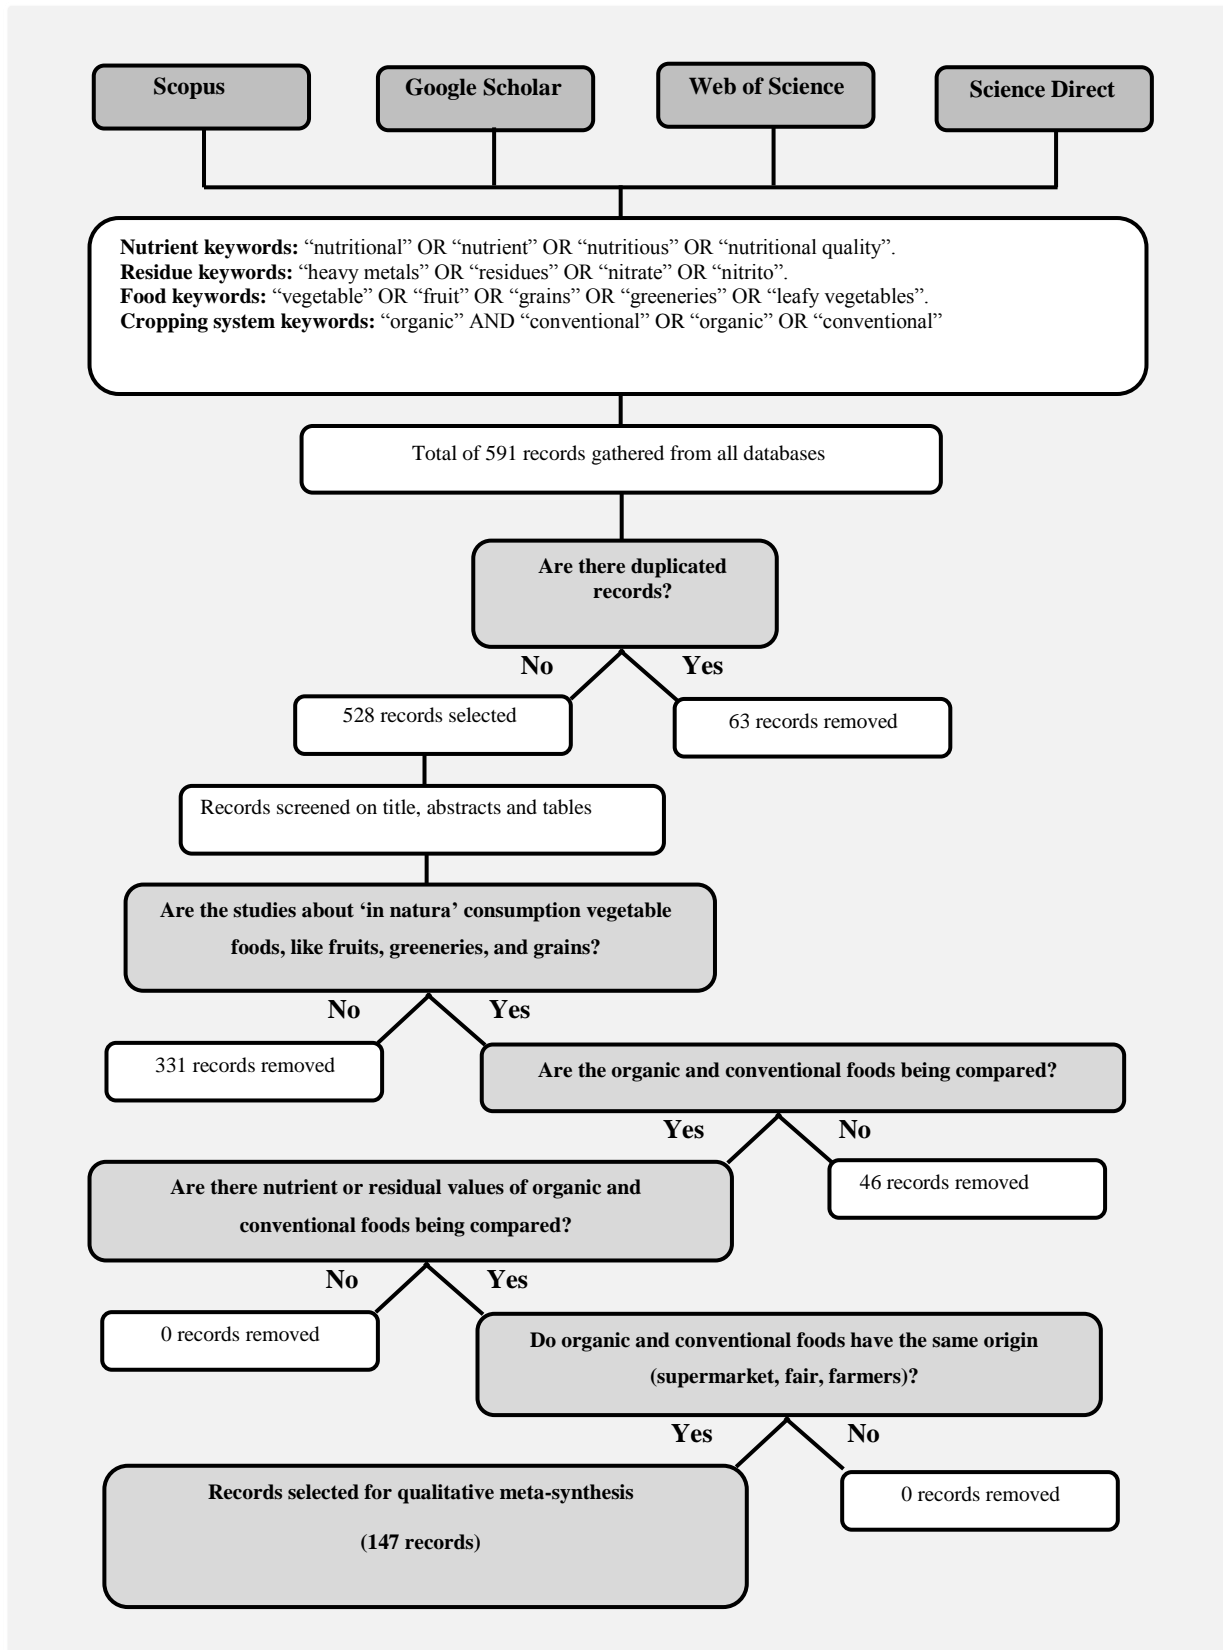 Scopus
Google Scholar
Web of Science
Science Direct
Nutrient keywords: “nutritional” OR “nutrient” OR “nutritious” OR “nutritional quality”.
Residue keywords: “heavy metals” OR “residues” OR “nitrate” OR “nitrito”.
Food keywords: “vegetable” OR “fruit” OR “grains” OR “greeneries” OR “leafy vegetables”.
Cropping system keywords: “organic” AND “conventional” OR “organic” OR “conventional”
Total of 591 records gathered from all databases
Are there duplicated
records?
No
Yes
528 records selected
63 records removed
Records screened on title, abstracts and tables
Are the studies about ‘in natura’ consumption vegetable
foods, like fruits, greeneries, and grains?
No
Yes
331 records removed
Are the organic and conventional foods being compared?
Yes
No
Are there nutrient or residual values of organic and
conventional foods being compared?
46 records removed
No
Yes
0 records removed
Do organic and conventional foods have the same origin
(supermarket, fair, farmers)?
Yes
No
Records selected for qualitative meta-synthesis
(147 records)
0 records removed